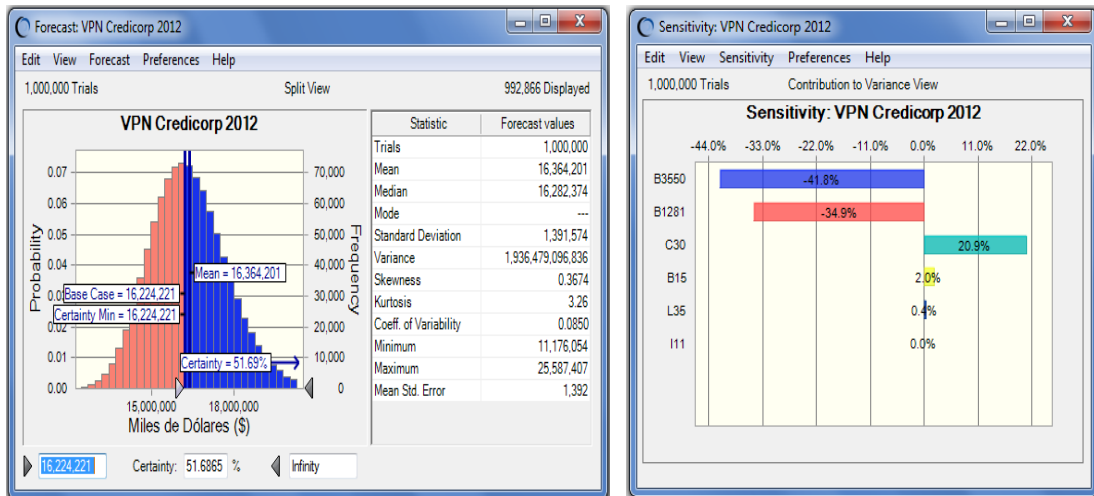 Forecast: VPN Credicorp 2012
Edit View Forecast Preferences Help
1,000,000 Trials Split View 992,866 Displayed
VPN Credicorp 2012
Probability
0.07
0.06
0.05
0.04
0.03
0.02
0.01
0.00
70,000
60,000
50,000
40,000
30,000
20,000
10,000
0
Frequency
Mean = 16,364,201
Base Case = 16,224,221
Certainty Min = 16,224,221
Certainty = 51.69%
15,000,000 18,000,000
Miles de Dólares ($)
Statistic Forecast values
Trials 1,000,000
Mean 16,364,201
Median 16,282,374
Mode ---
Standard Deviation 1,391,574
Variance 1,936,479,096,836
Skewness 0.3674
Kurtosis 3.26
Coeff. of Variability 0.0850
Minimum 11,176,054
Maximum 25,587,407
Mean Std. Error 1,392
16,224,221 Certainty: 51.6865 % Infinity
Sensitivity: VPN Credicorp 2012
Edit View Sensitivity Preferences Help
1,000,000 Trials Contribution to Variance View
Sensitivity: VPN Credicorp 2012
-44.0% -33.0% -22.0% -11.0% 0.0% 11.0% 22.0%
B3550 -41.8%
B1281 -34.9%
C30 20.9%
B15 2.0%
L35 0.4%
I11 0.0%